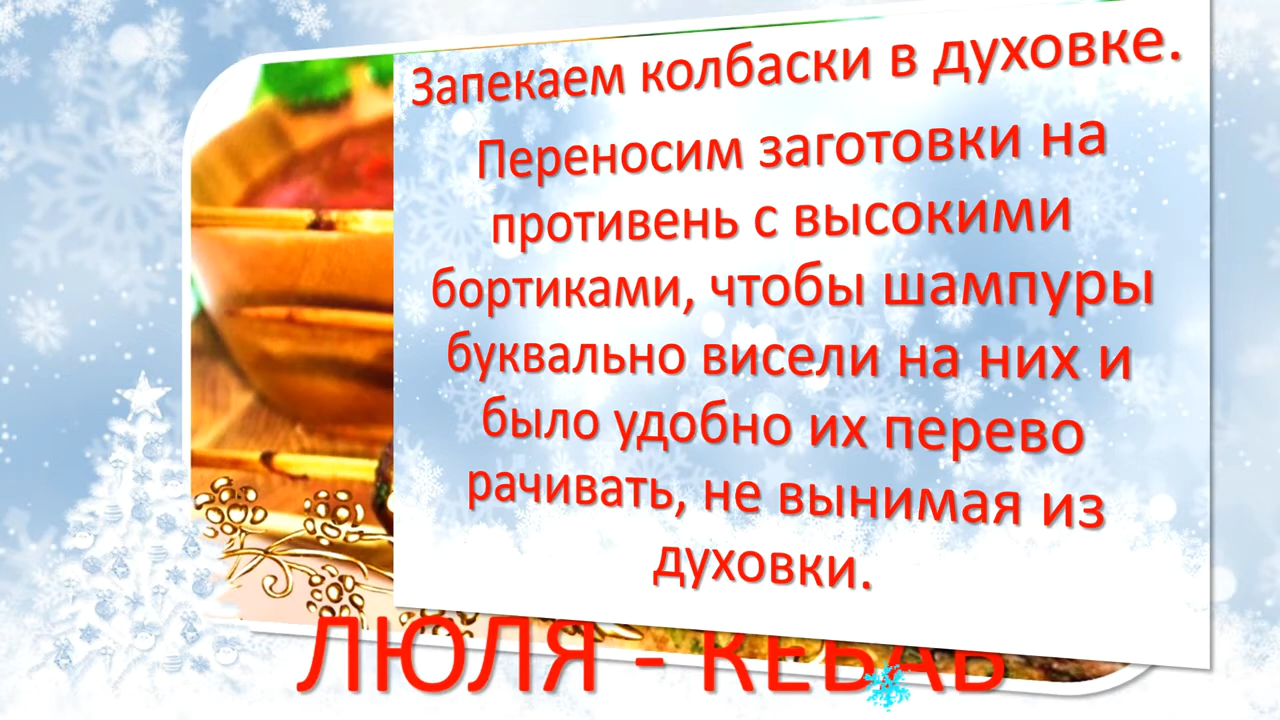 Запекаем колбаски в духовке.
Переносим заготовки на
противень с высокими
бортиками, чтобы шампуры
буквально висели на них и
было удобно их перево
рачивать, не вынимая из
духовки.
ЛЮЛЯ - КЕБАБ